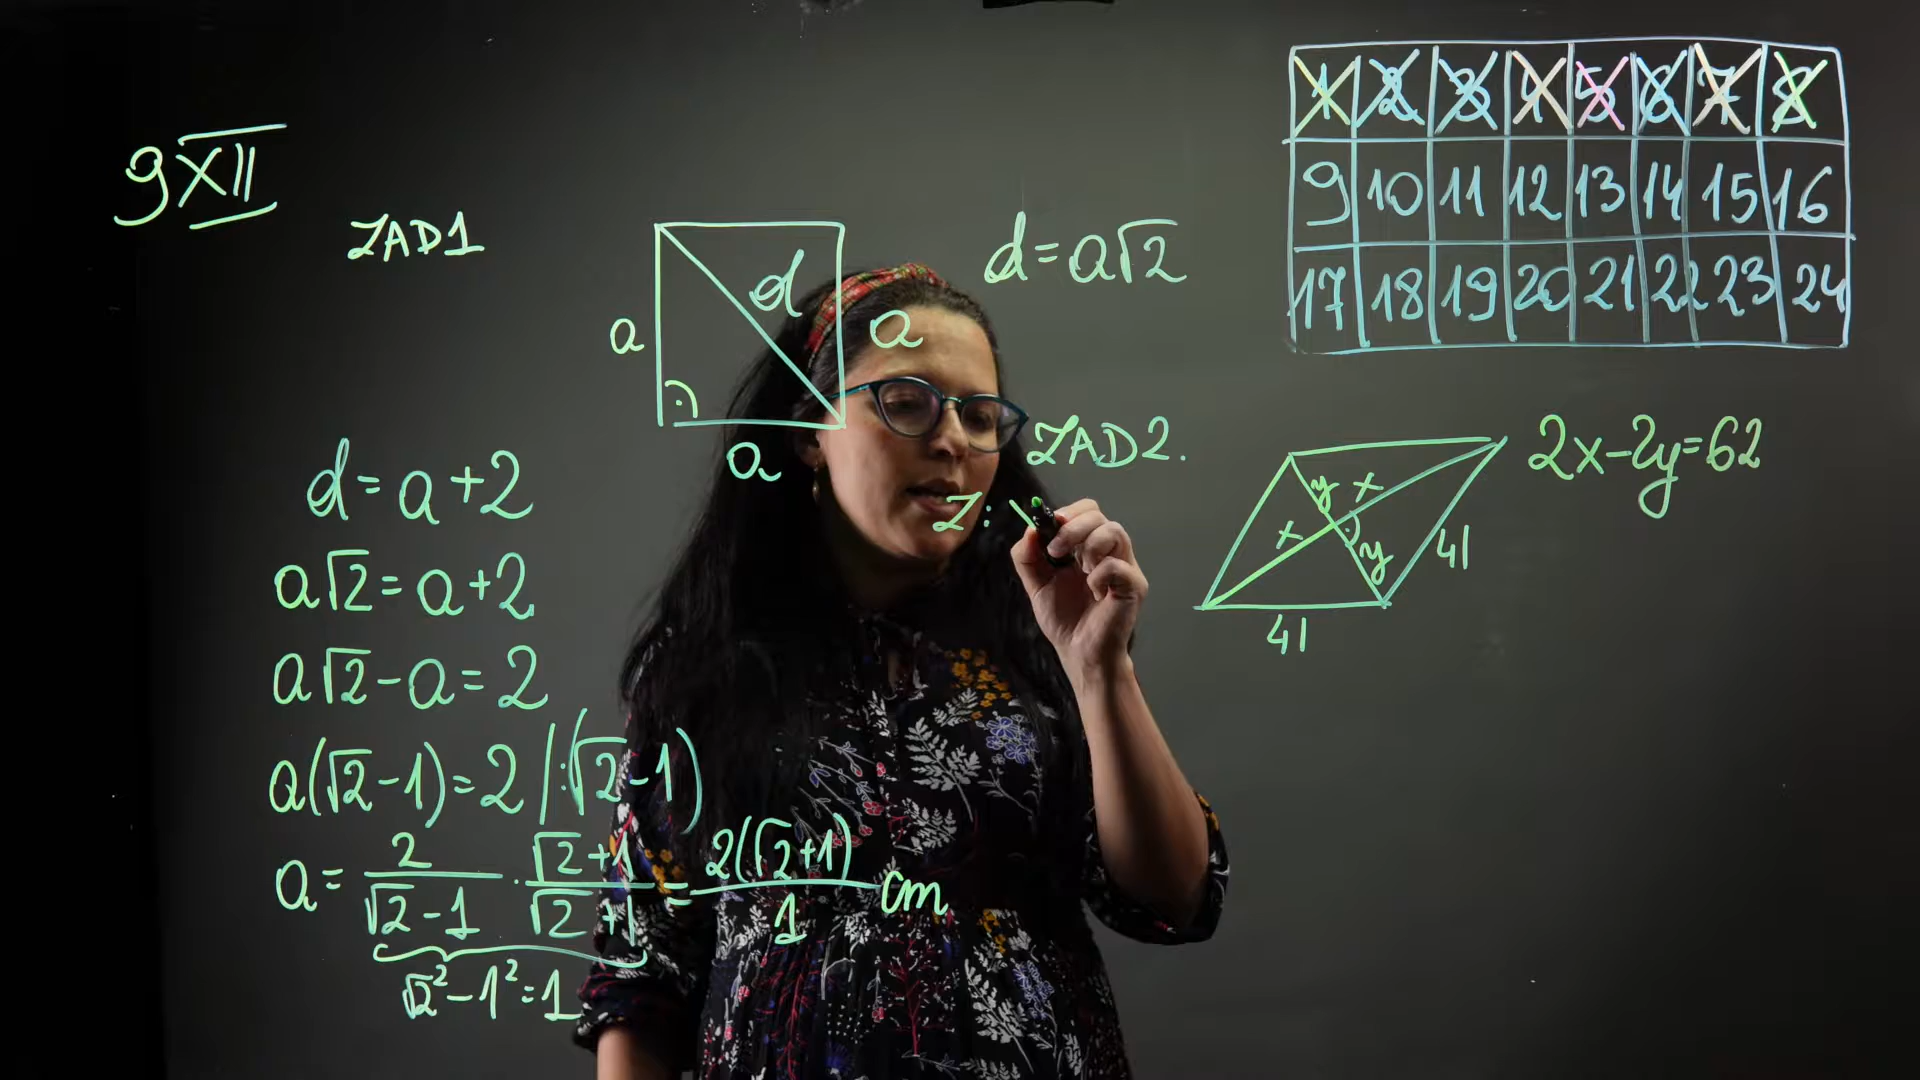 9 XII
ZAD1
a
d
a
a
d=a√2
d=a+2
a√2=a+2
a√2-a=2
a(√2-1)=2 |:(√2-1)
a= 2/(√2-1) · (√2+1)/(√2+1) = 2(√2+1)/1 cm
√2²-1²=1
1 2 3 4 5 6 7 8
9 10 11 12 13 14 15 16
17 18 19 20 21 22 23 24
ZAD2.
Z:
y x
x y
41
41
2x-2y=62